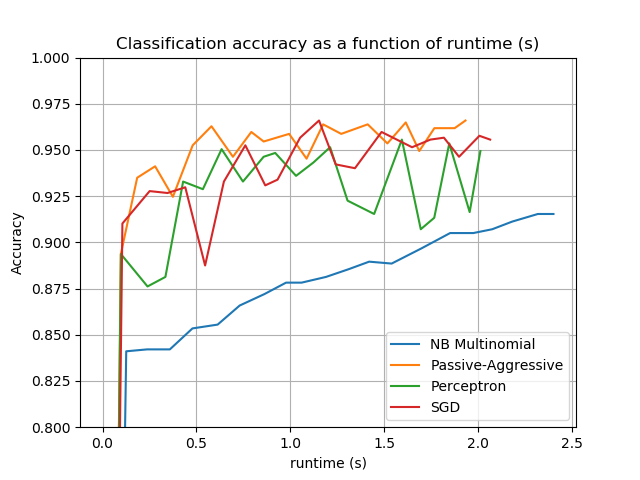 Classification accuracy as a function of runtime (s)
1.000
0.975
0.950
0.925
0.900
0.875
0.850
0.825
0.800
Accuracy
0.0 0.5 1.0 1.5 2.0 2.5
runtime (s)
NB Multinomial
Passive-Aggressive
Perceptron
SGD